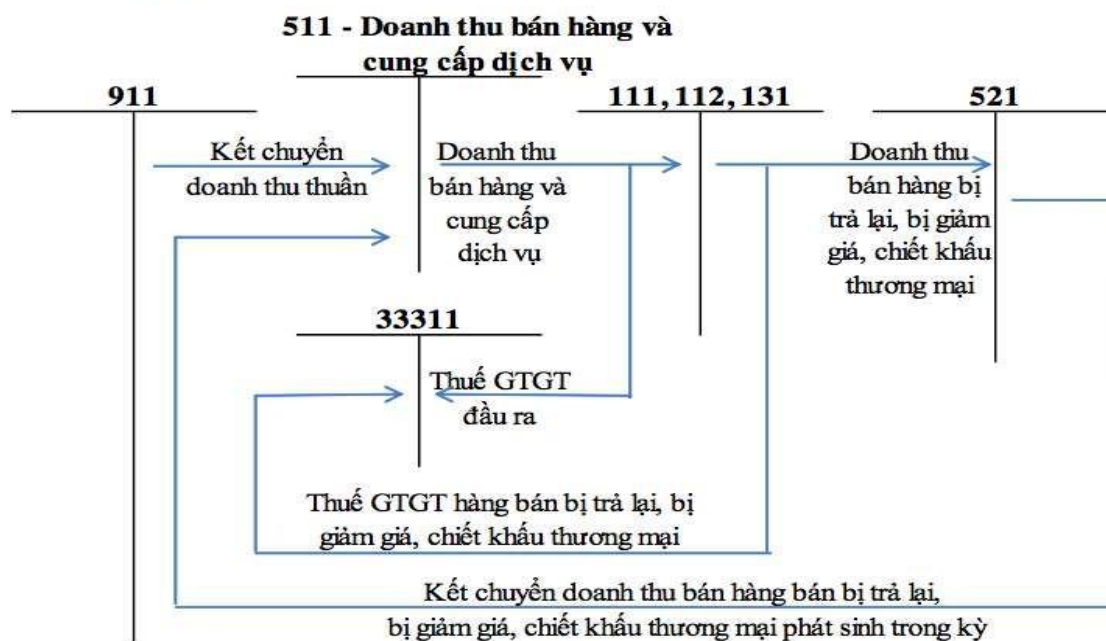 511 - Doanh thu bán hàng và
cung cấp dịch vụ
911
111, 112, 131
521
Kết chuyển
doanh thu thuần
Doanh thu
bán hàng và
cung cấp
dịch vụ
Doanh thu
bán hàng bị
trả lại, bị giảm
giá, chiết khấu
thương mại
33311
Thuế GTGT
đầu ra
Thuế GTGT hàng bán bị trả lại, bị
giảm giá, chiết khấu thương mại
Kết chuyển doanh thu bán hàng bán bị trả lại,
bị giảm giá, chiết khấu thương mại phát sinh trong kỳ